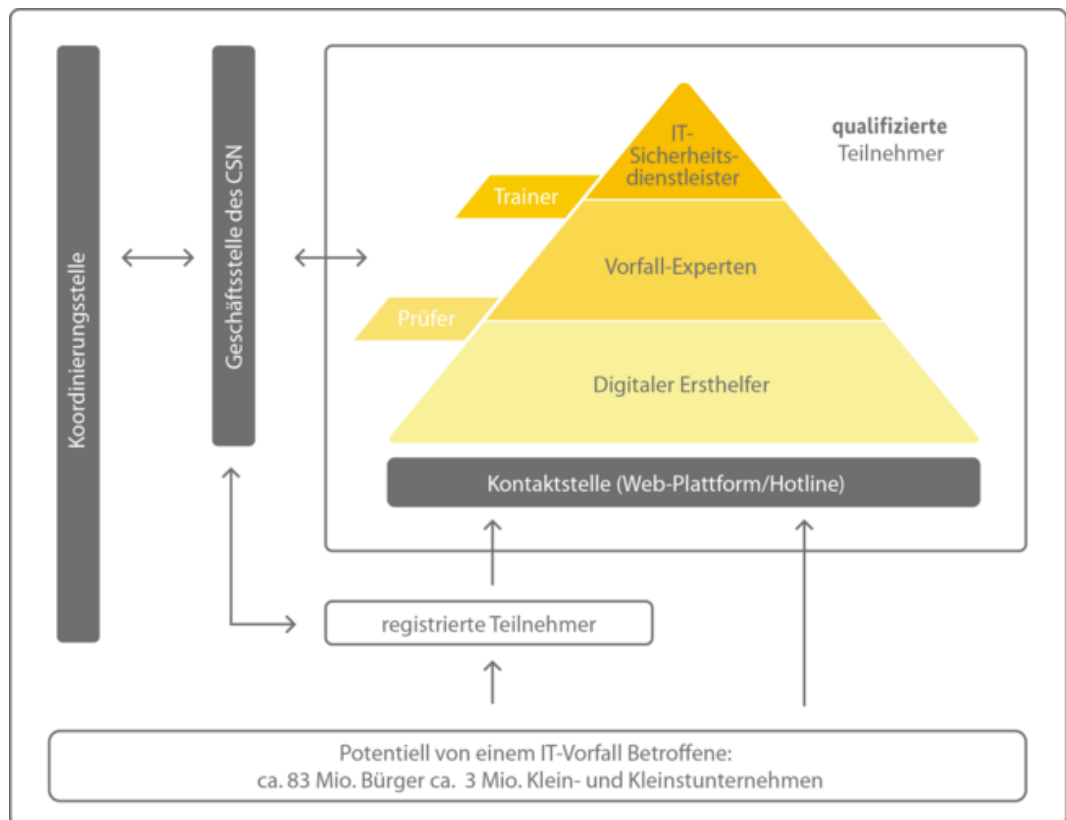 Koordinierungsstelle
Geschäftsstelle des CSN
IT-
Sicherheits-
dienstleister
qualifizierte
Teilnehmer
Trainer
Vorfall-Experten
Prüfer
Digitaler Ersthelfer
Kontaktstelle (Web-Plattform/Hotline)
registrierte Teilnehmer
Potentiell von einem IT-Vorfall Betroffene:
ca. 83 Mio. Bürger ca. 3 Mio. Klein- und Kleinstunternehmen